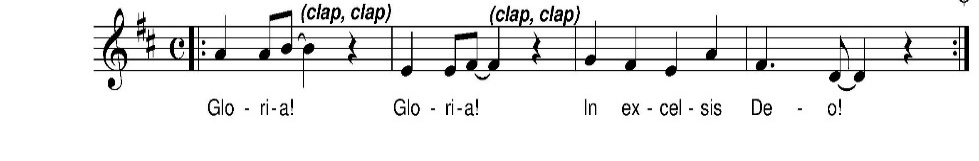 (clap, clap) (clap, clap)
Glo - ri - a! Glo - ri - a! In ex - cel - sis De - o!